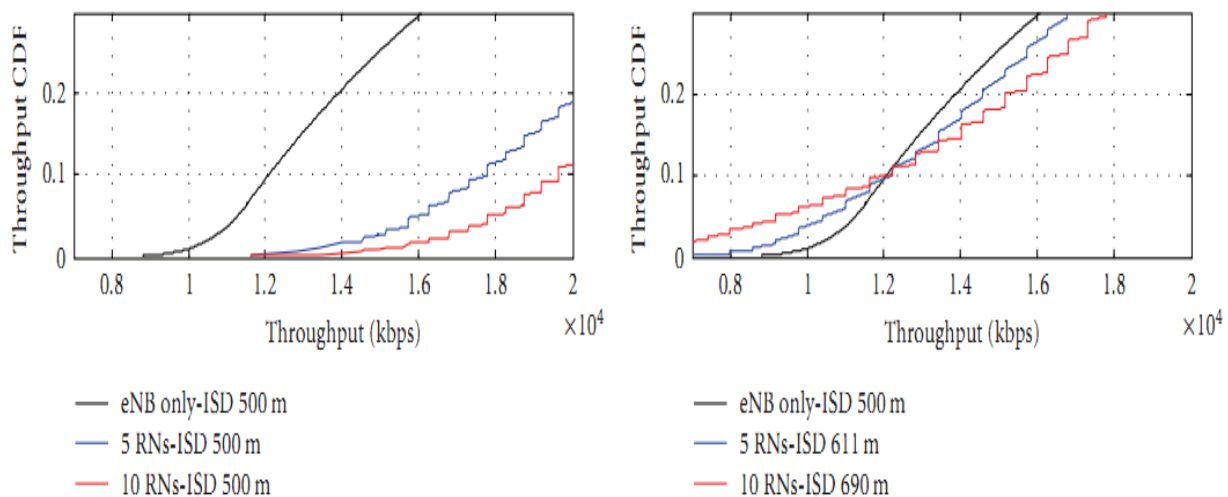 Throughput CDF
0.2
0.1
0
0.8
1
1.2
1.4
1.6
1.8
2
×10⁴
Throughput (kbps)
eNB only-ISD 500 m
5 RNs-ISD 500 m
10 RNs-ISD 500 m
Throughput CDF
0.2
0.1
0
0.8
1
1.2
1.4
1.6
1.8
2
×10⁴
Throughput (kbps)
eNB only-ISD 500 m
5 RNs-ISD 611 m
10 RNs-ISD 690 m